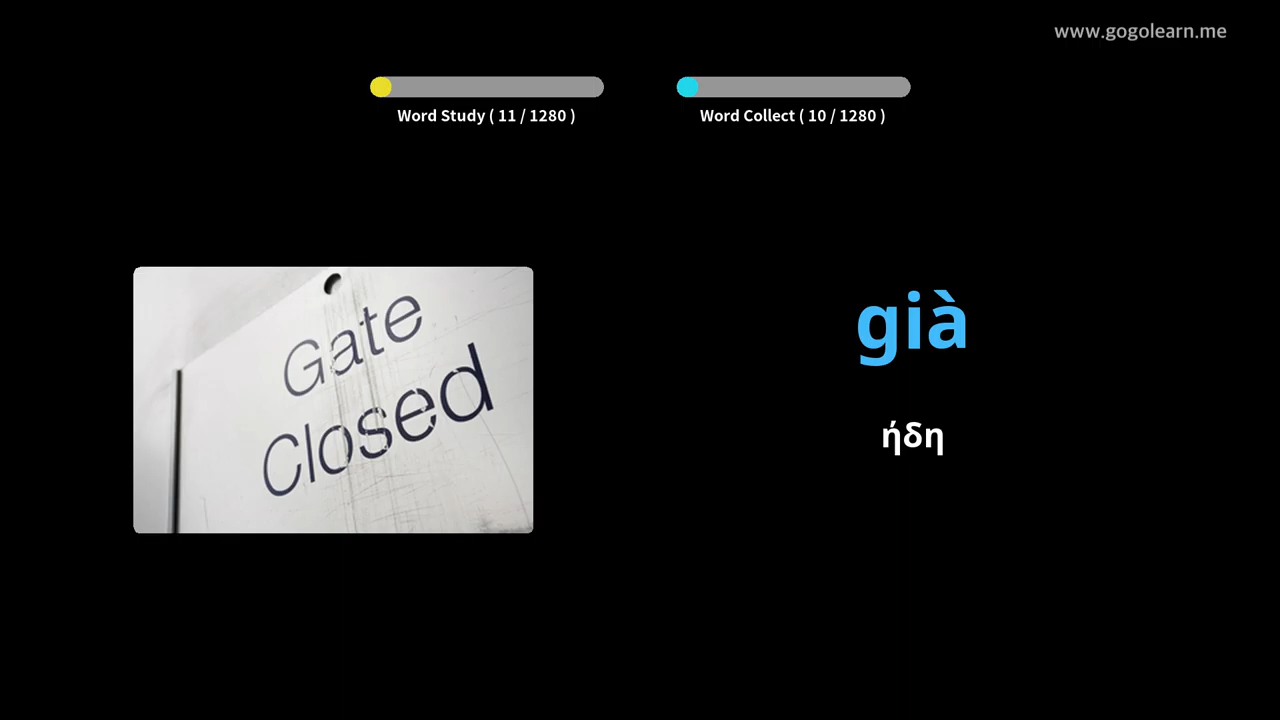 www.gogolearn.me
Word Study ( 11 / 1280 )
Word Collect ( 10 / 1280 )
Gate
Closed
già
ήδη